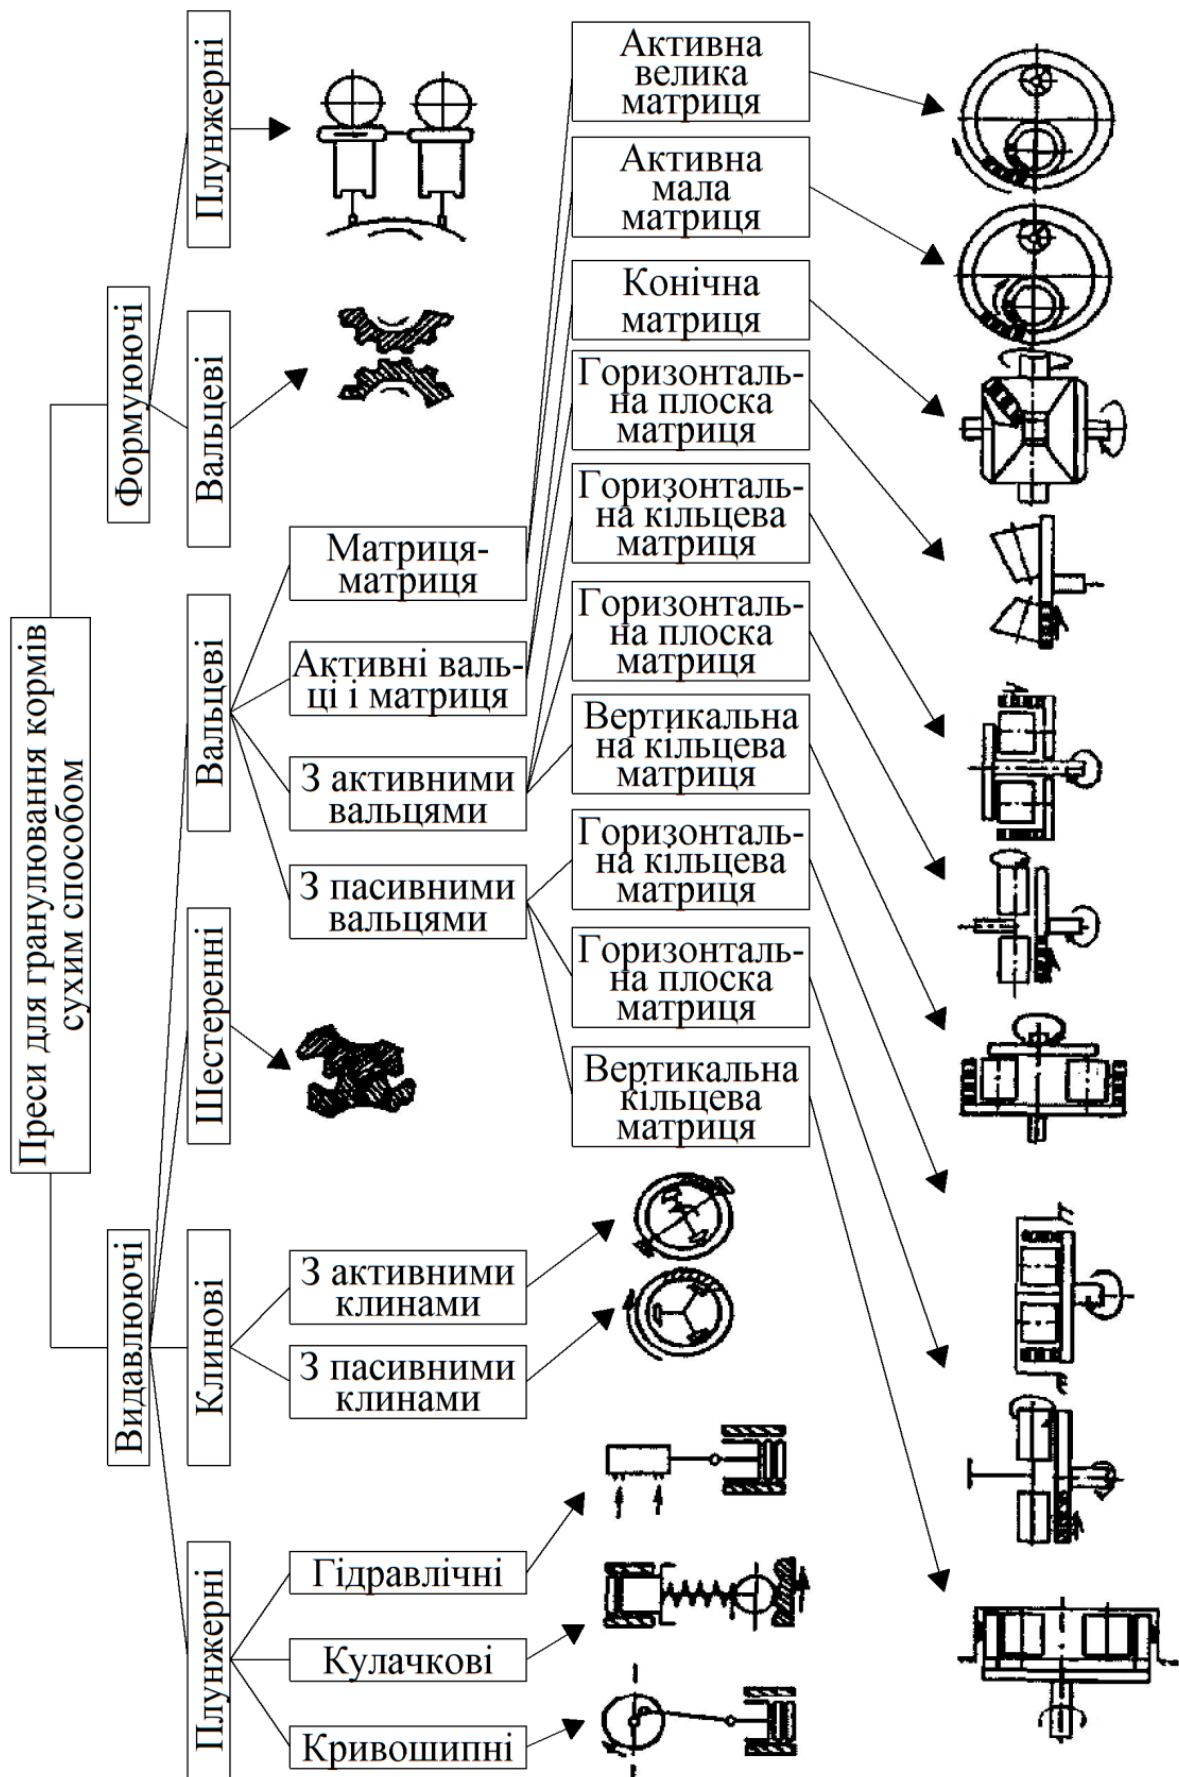 Преси для гранулювання кормів
сухим способом
Формуючі
Видавлюючі
Плунжерні
Вальцеві
Вальцеві
Шестеренні
Клинові
Плунжерні
Матриця-
матриця
Активні валь-
ці і матриця
З активними
вальцями
З пасивними
вальцями
З активними
клинами
З пасивними
клинами
Гідравлічні
Кулачкові
Кривошипні
Активна
велика
матриця
Активна
мала
матриця
Конічна
матриця
Горизонталь-
на плоска
матриця
Горизонталь-
на кільцева
матриця
Горизонталь-
на плоска
матриця
Вертикальна
на кільцева
матриця
Горизонталь-
на кільцева
матриця
Горизонталь-
на плоска
матриця
Вертикальна
кільцева
матриця